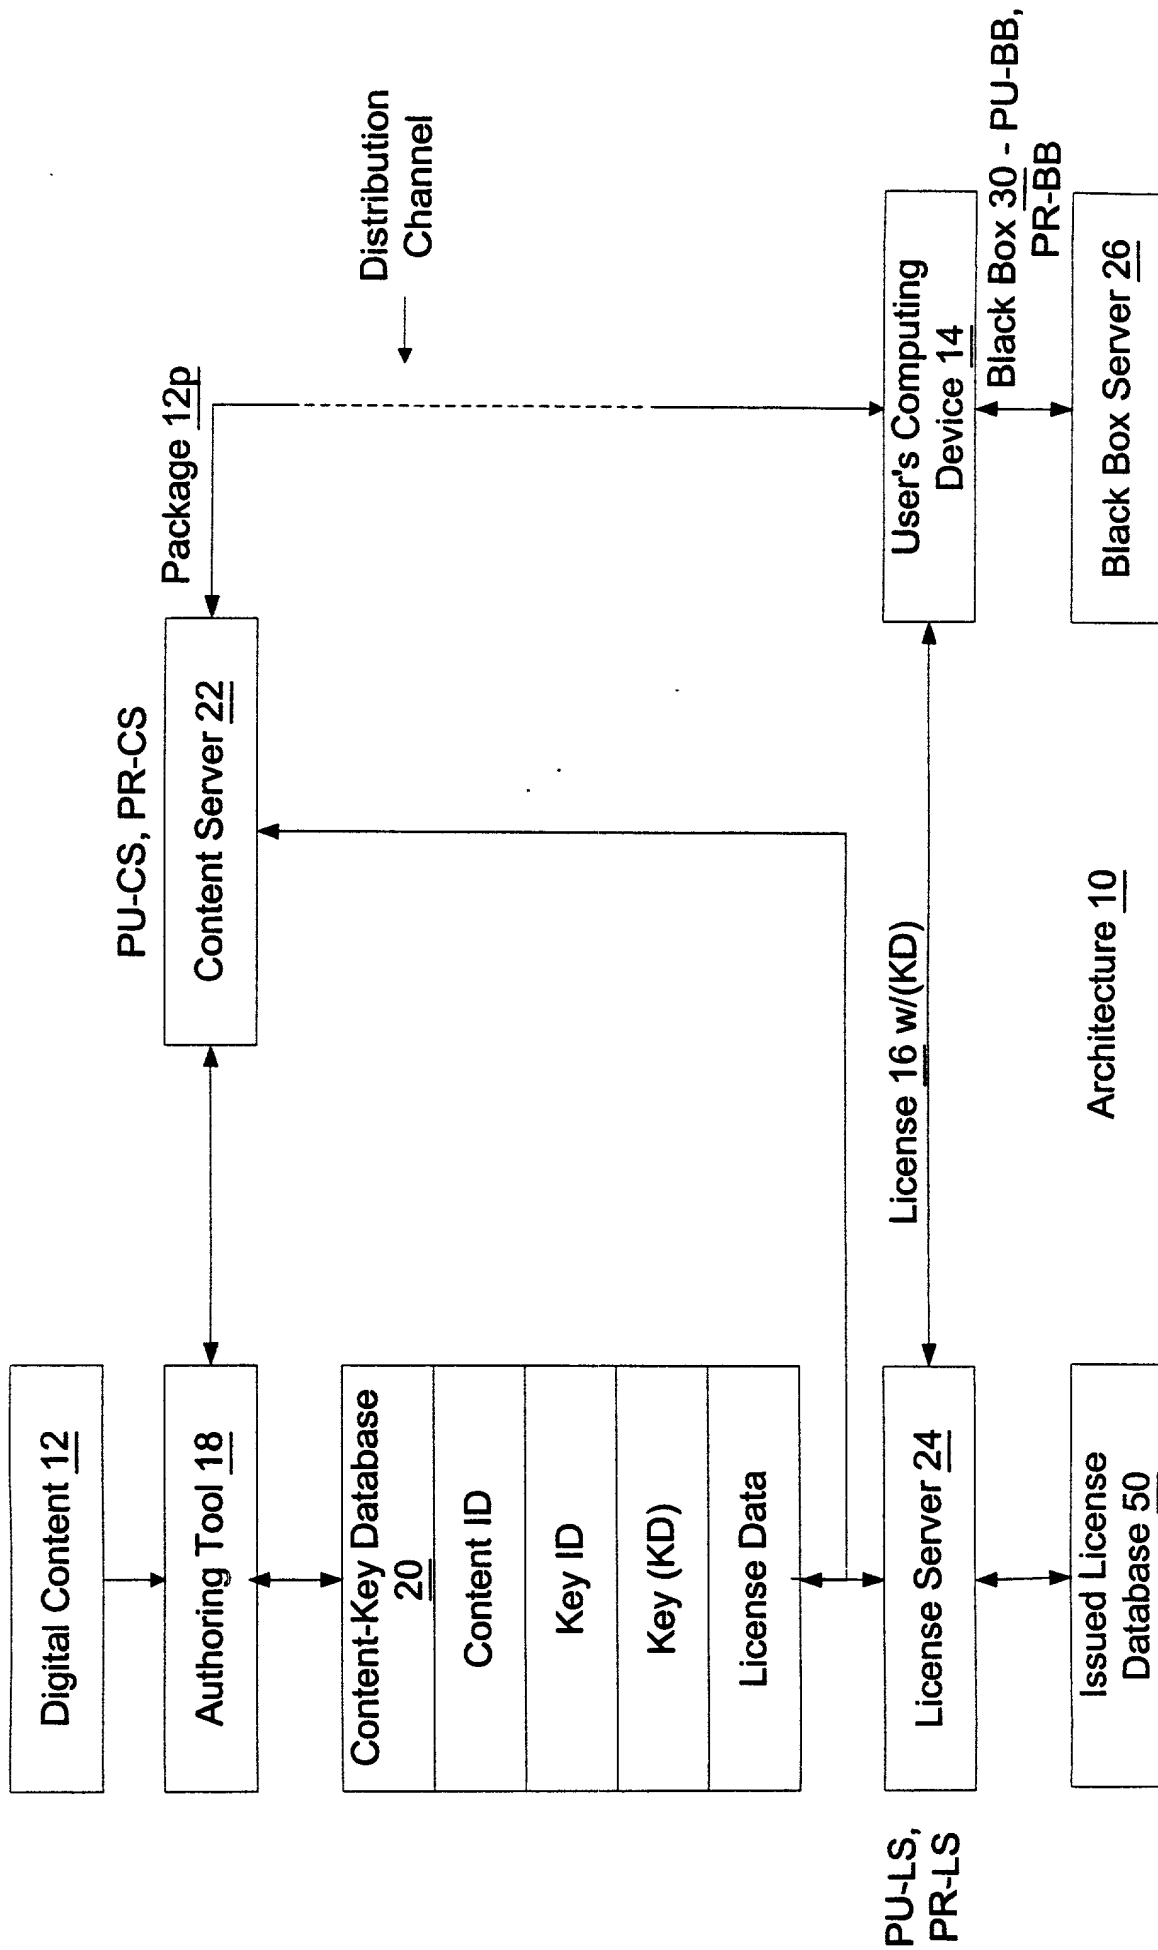 Digital Content 12
PU-CS, PR-CS
Authoring Tool 18
Content Server 22
Package 12p
Distribution
Channel
Content-Key Database
20
Content ID
Key ID
Key (KD)
License Data
PU-LS,
PR-LS
License Server 24
License 16 w/(KD)
User's Computing
Device 14
Black Box 30 - PU-BB,
PR-BB
Issued License
Database 50
Architecture 10
Black Box Server 26